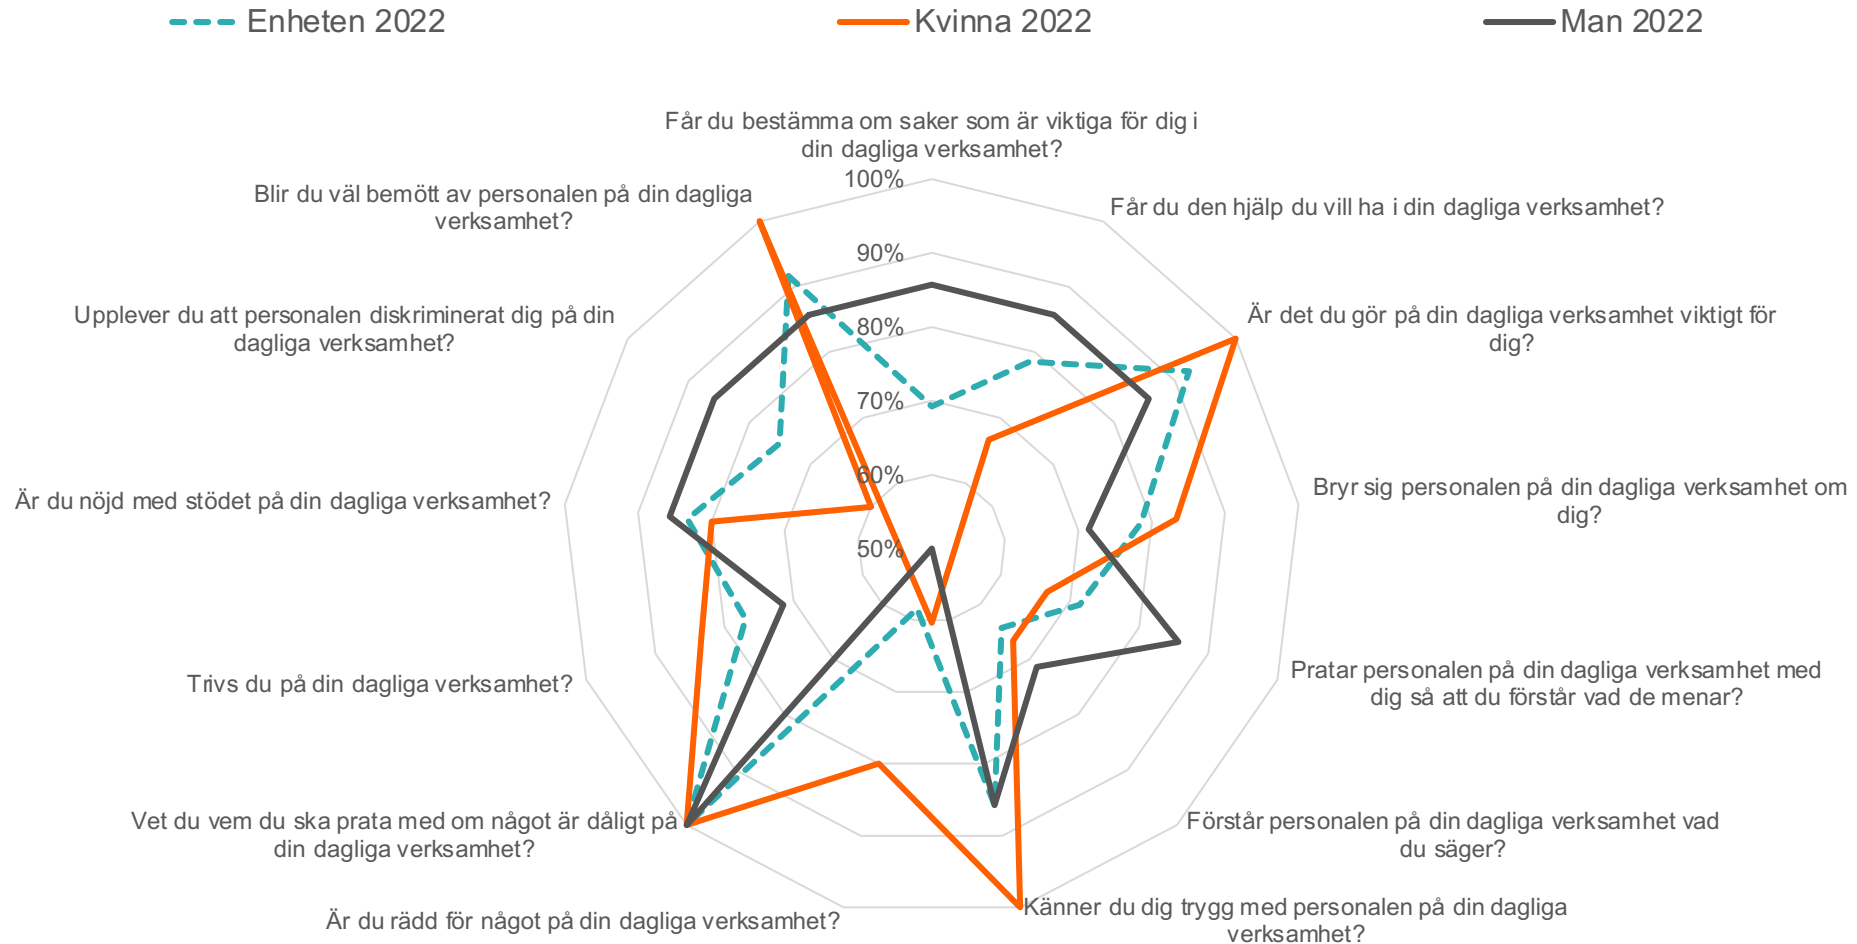 Enheten 2022
Kvinna 2022
Man 2022
Får du bestämma om saker som är viktiga för dig i
din dagliga verksamhet?
Får du den hjälp du vill ha i din dagliga verksamhet?
Är det du gör på din dagliga verksamhet viktigt för
dig?
Bryr sig personalen på din dagliga verksamhet om
dig?
Pratar personalen på din dagliga verksamhet med
dig så att du förstår vad de menar?
Förstår personalen på din dagliga verksamhet vad
du säger?
Känner du dig trygg med personalen på din dagliga
verksamhet?
Är du rädd för något på din dagliga verksamhet?
Vet du vem du ska prata med om något är dåligt på
din dagliga verksamhet?
Trivs du på din dagliga verksamhet?
Är du nöjd med stödet på din dagliga verksamhet?
Upplever du att personalen diskriminerat dig på din
dagliga verksamhet?
Blir du väl bemött av personalen på din dagliga
verksamhet?
100%
90%
80%
70%
60%
50%